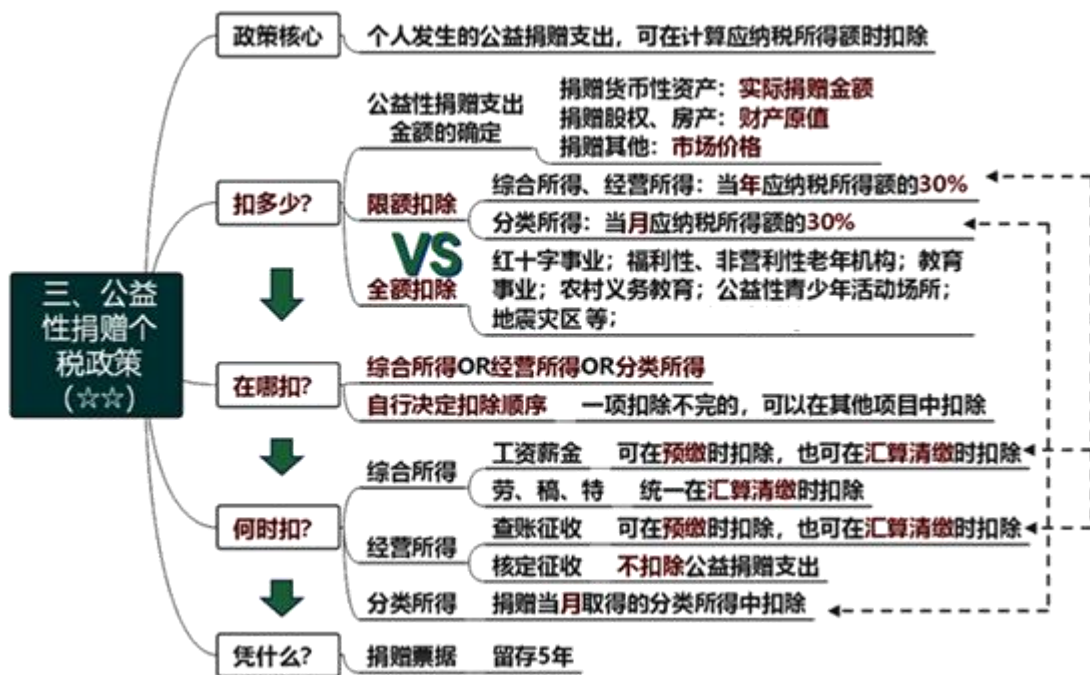 三、公益
性捐赠个
税政策
（☆☆）
政策核心
个人发生的公益捐赠支出，可在计算应纳税所得额时扣除
扣多少？
公益性捐赠支出
金额的确定
捐赠货币性资产：实际捐赠金额
捐赠股权、房产：财产原值
捐赠其他：市场价格
限额扣除
综合所得、经营所得：当年应纳税所得额的30%
分类所得：当月应纳税所得额的30%
VS
全额扣除
红十字事业；福利性、非营利性老年机构；教育
事业；农村义务教育；公益性青少年活动场所；
地震灾区等；
在哪扣？
综合所得OR经营所得OR分类所得
自行决定扣除顺序 一项扣除不完的，可以在其他项目中扣除
何时扣？
综合所得
工资薪金 可在预缴时扣除，也可在汇算清缴时扣除
劳、稿、特 统一在汇算清缴时扣除
经营所得
查账征收 可在预缴时扣除，也可在汇算清缴时扣除
核定征收 不扣除公益捐赠支出
分类所得 捐赠当月取得的分类所得中扣除
凭什么？
捐赠票据 留存5年